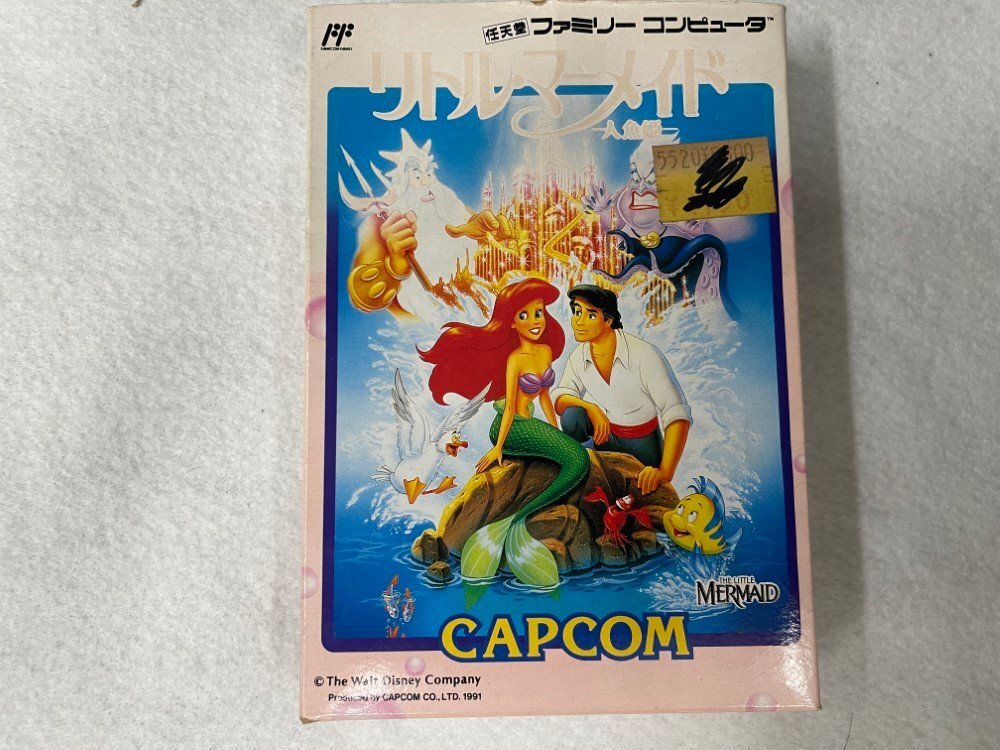 任天堂 ファミリー コンピュータ™
リトル・マーメイド
人魚姫
THE LITTLE
MERMAID
CAPCOM
© The Walt Disney Company
Produced by CAPCOM CO., LTD. 1991